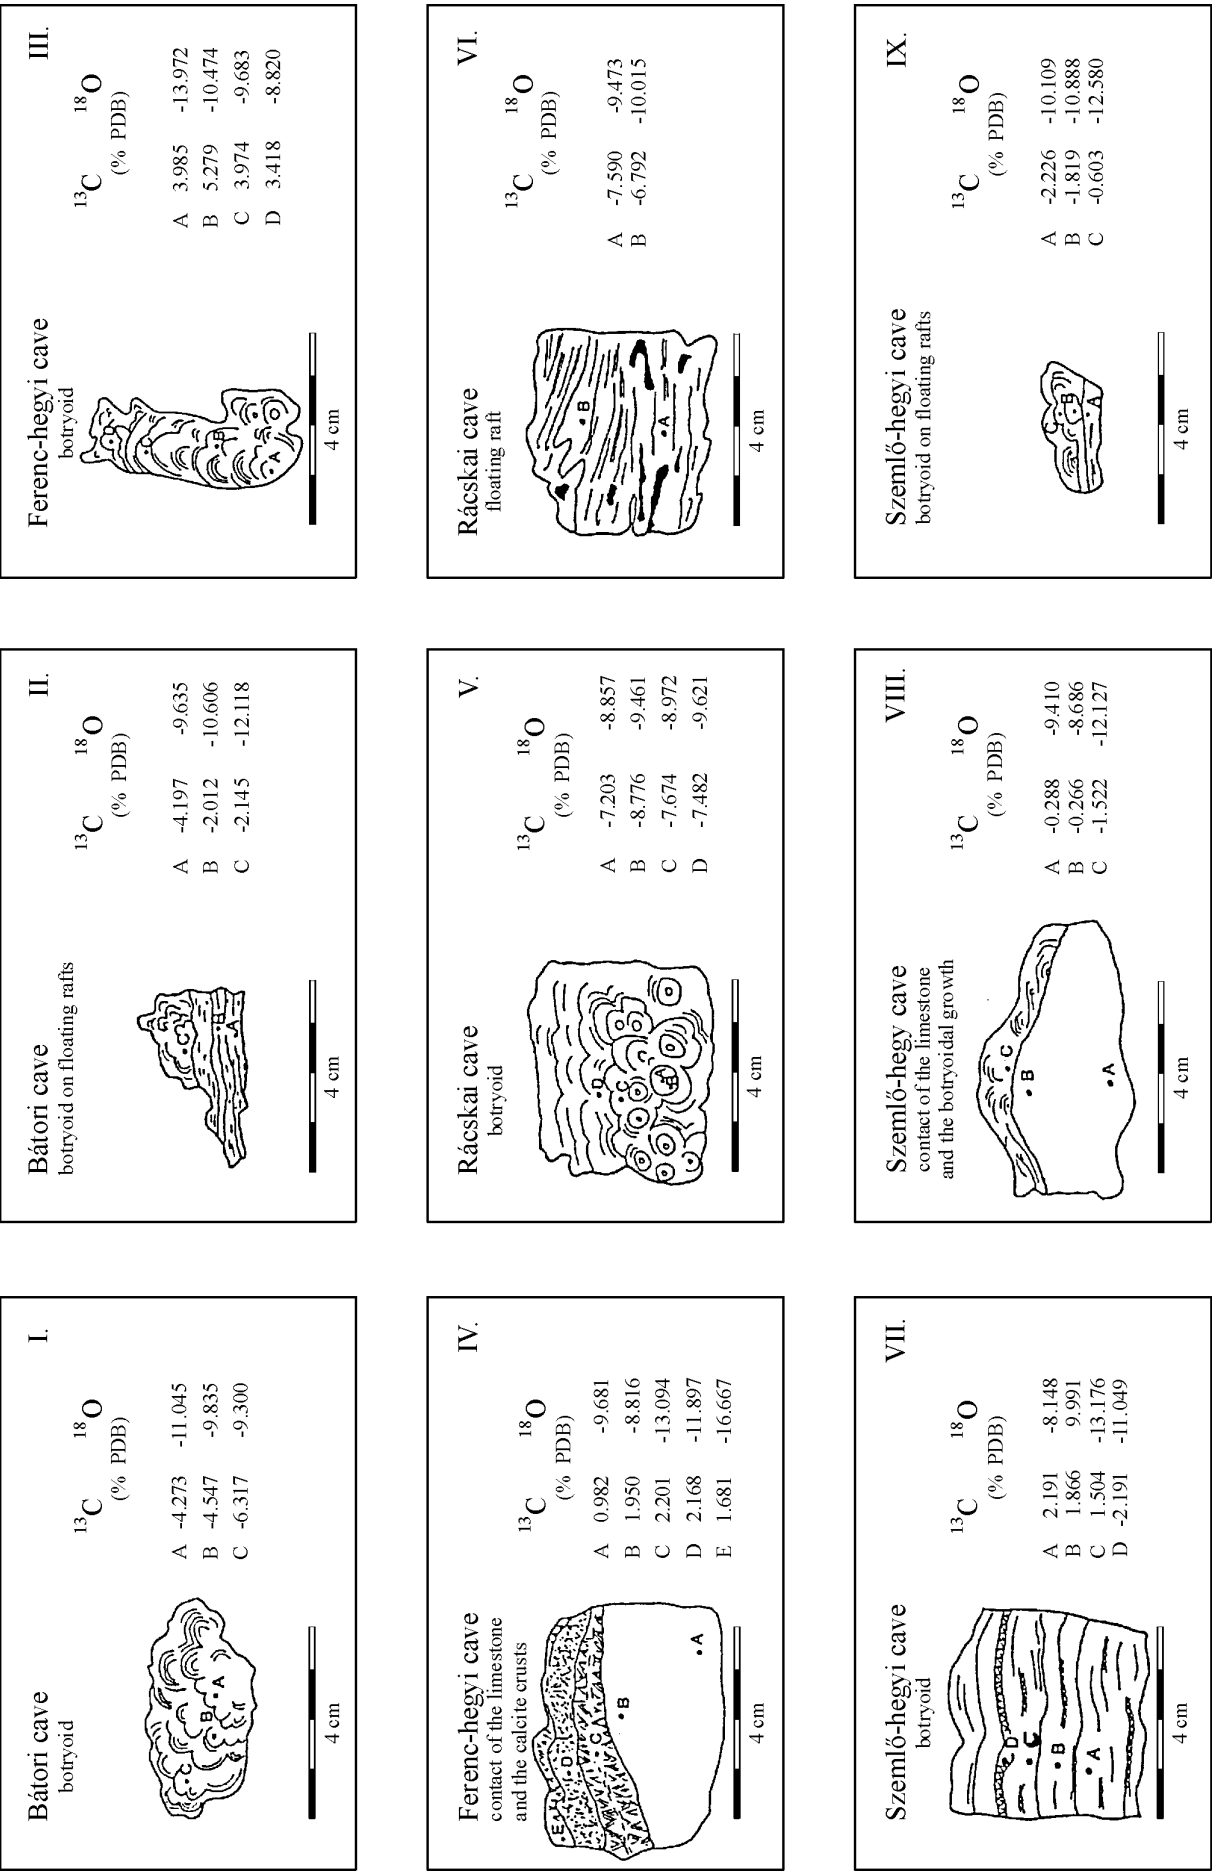 Bátori cave I.
botryoid
13C 18O
(% PDB)
A -4.273 -11.045
B -4.547 -9.835
C -6.317 -9.300
A
B
C
4 cm
Bátori cave II.
botryoid on floating rafts
13C 18O
(% PDB)
A -4.197 -9.635
B -2.012 -10.606
C -2.145 -12.118
A
B
C
4 cm
Ferenc-hegyi cave III.
botryoid
13C 18O
(% PDB)
A 3.985 -13.972
B 5.279 -10.474
C 3.974 -9.683
D 3.418 -8.820
A
B
C
D
4 cm
Ferenc-hegyi cave IV.
contact of the limestone
and the calcite crusts
13C 18O
(% PDB)
A 0.982 -9.681
B 1.950 -8.816
C 2.201 -13.094
D 2.168 -11.897
E 1.681 -16.667
E
D
C
B
A
4 cm
Rácskai cave V.
botryoid
13C 18O
(% PDB)
A -7.203 -8.857
B -8.776 -9.461
C -7.674 -8.972
D -7.482 -9.621
D
C
B
4 cm
Rácskai cave VI.
floating raft
13C 18O
(% PDB)
A -7.590 -9.473
B -6.792 -10.015
B
A
4 cm
Szemlő-hegyi cave VII.
botryoid
13C 18O
(% PDB)
A 2.191 -8.148
B 1.866 9.991
C 1.504 -13.176
D -2.191 -11.049
D
C
B
A
4 cm
Szemlő-hegy cave VIII.
contact of the limestone
and the botryoidal growth
13C 18O
(% PDB)
A -0.288 -9.410
B -0.266 -8.686
C -1.522 -12.127
C
B
A
4 cm
Szemlő-hegyi cave IX.
botryoid on floating rafts
13C 18O
(% PDB)
A -2.226 -10.109
B -1.819 -10.888
C -0.603 -12.580
C
B
A
4 cm